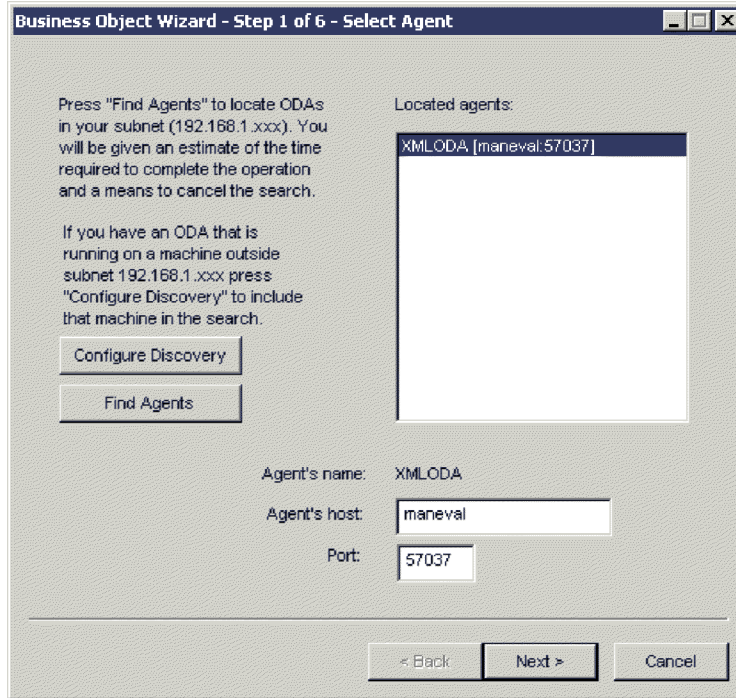 Business Object Wizard - Step 1 of 6 - Select Agent
Press "Find Agents" to locate ODAs
in your subnet (192.168.1.xxx). You
will be given an estimate of the time
required to complete the operation
and a means to cancel the search.
If you have an ODA that is
running on a machine outside
subnet 192.168.1.xxx press
"Configure Discovery" to include
that machine in the search.
Configure Discovery
Find Agents
Located agents:
XMLODA [maneval:57037]
Agent's name: XMLODA
Agent's host: maneval
Port: 57037
< Back Next > Cancel